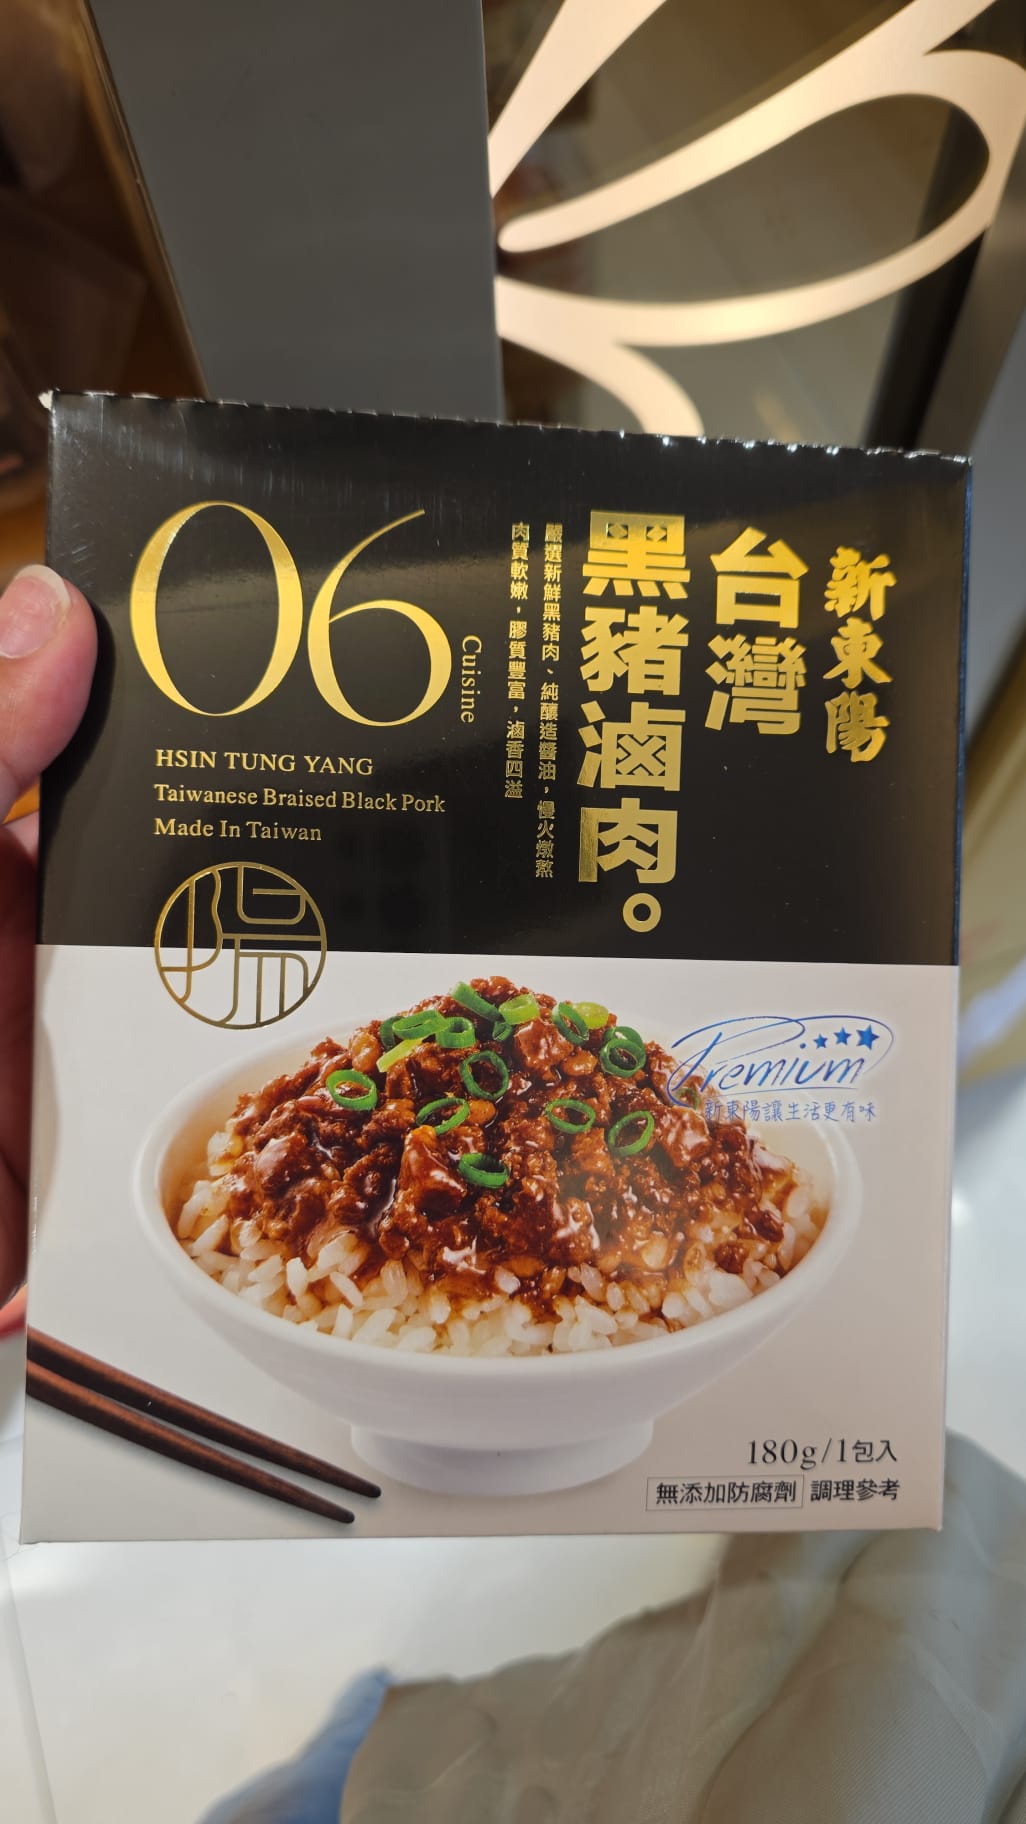 新東陽
台灣
黑豬滷肉。
嚴選新鮮黑豬肉、純釀造醬油，慢火燉熬
肉質軟嫩，膠質豐富，滷香四溢
06
Cuisine
HSIN TUNG YANG
Taiwanese Braised Black Pork
Made In Taiwan
陽
Premium
新東陽讓生活更有味
180g/1包入
無添加防腐劑 調理參考